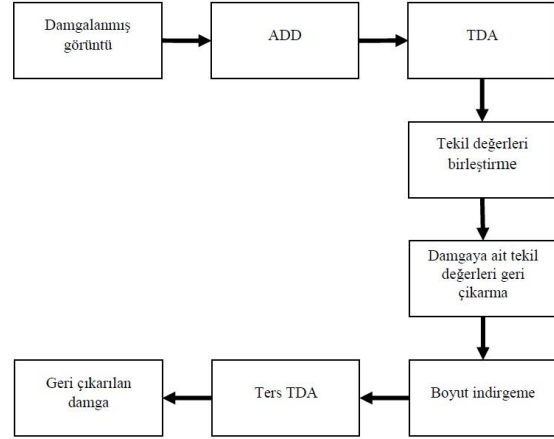 Damgalanmış
görüntü
ADD
TDA
Tekil değerleri
birleştirme
Damgaya ait tekil
değerleri geri
çıkarma
Boyut indirgeme
Ters TDA
Geri çıkarılan
damga